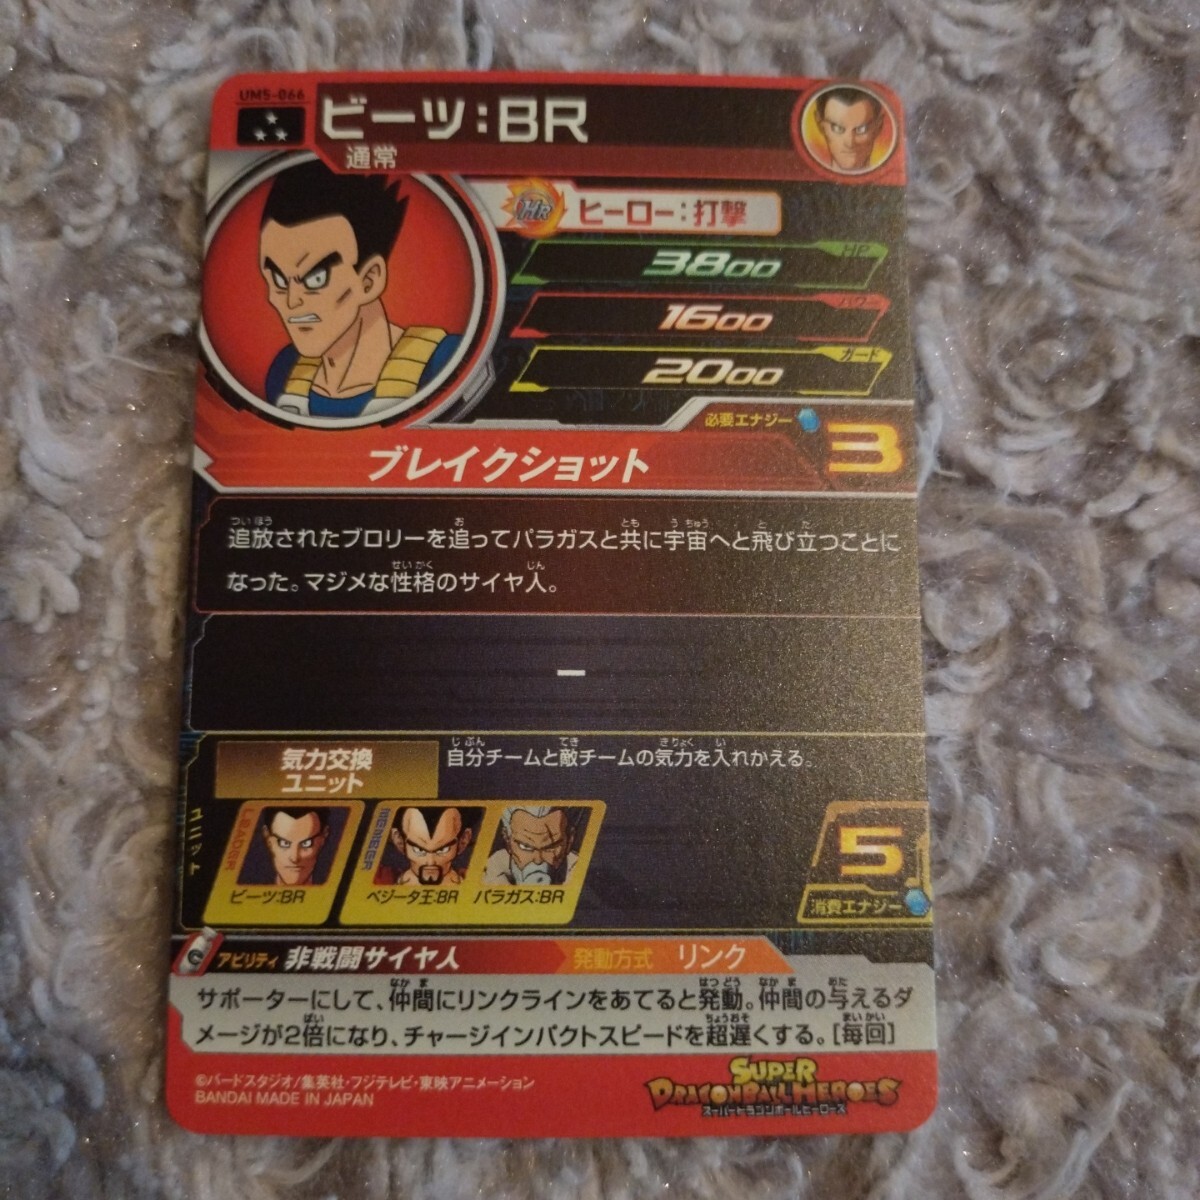 UM5-066
ビーツ:BR
通常
HR ヒーロー:打撃
HP
3800
パワー
1600
ガード
2000
必要エナジー 3
ブレイクショット
追放されたブロリーを追ってパラガスと共に宇宙へと飛び立つことに
なった。マジメな性格のサイヤ人。
ー
ユニット
気力交換
ユニット
自分チームと敵チームの気力を入れかえる。
LEADER
ビーツ:BR
MEMBER
ベジータ王:BR
パラガス:BR
5
消費エナジー
アビリティ 非戦闘サイヤ人 発動方式 リンク
サポーターにして、仲間にリンクラインをあてると発動。仲間の与えるダ
メージが2倍になり、チャージインパクトスピードを超遅くする。[毎回]
©バードスタジオ/集英社・フジテレビ・東映アニメーション
BANDAI MADE IN JAPAN
SUPER
DRAGONBALL HEROES
スーパードラゴンボールヒーローズ